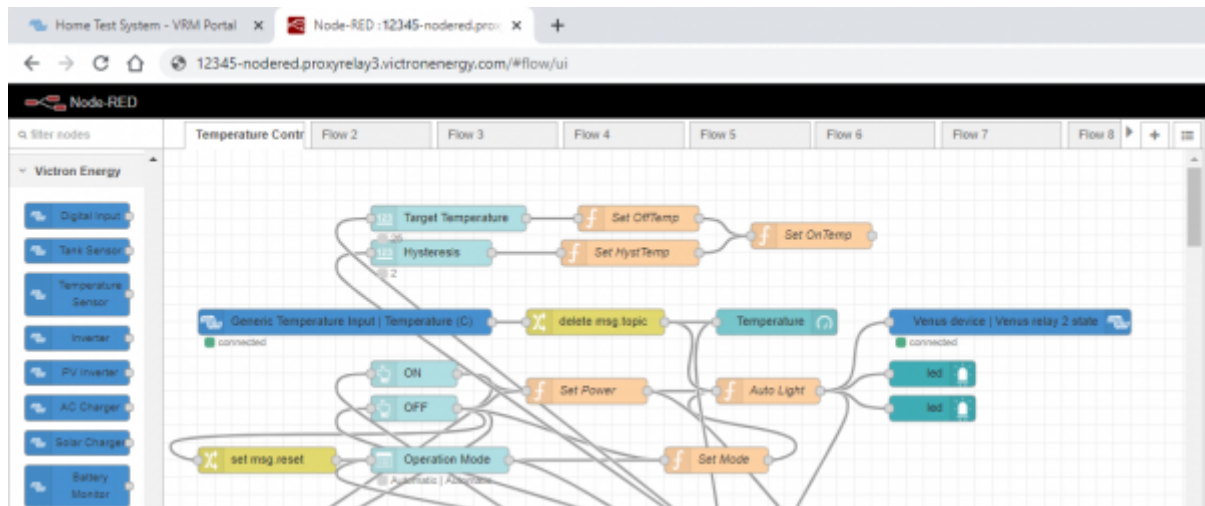 Home Test System - VRM Portal
Node-RED : 12345-nodered.prox
12345-nodered.proxyrelay3.victronenergy.com/#flow/ui
Node-RED
filter nodes
Temperature Contr
Flow 2
Flow 3
Flow 4
Flow 5
Flow 6
Flow 7
Flow 8
Victron Energy
Digital input
Tank Sensor
Temperature
Sensor
Inverter
PV Inverter
AC Charger
Solar Charger
Battery
Monitor
Target Temperature
Set OffTemp
Set OnTemp
Hysteresis
Set HystTemp
2
Generic Temperature Input | Temperature (C)
connected
delete msg.topic
Temperature
Venus device | Venus relay 2 state
connected
ON
led
Set Power
Auto Light
OFF
led
set msg.reset
Operation Mode
Set Mode
Automatic | Automatic